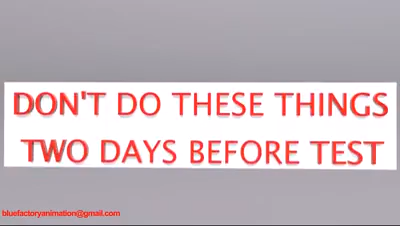 DON'T DO THESE THINGS
TWO DAYS BEFORE TEST
bluefactoryanimation@gmail.com